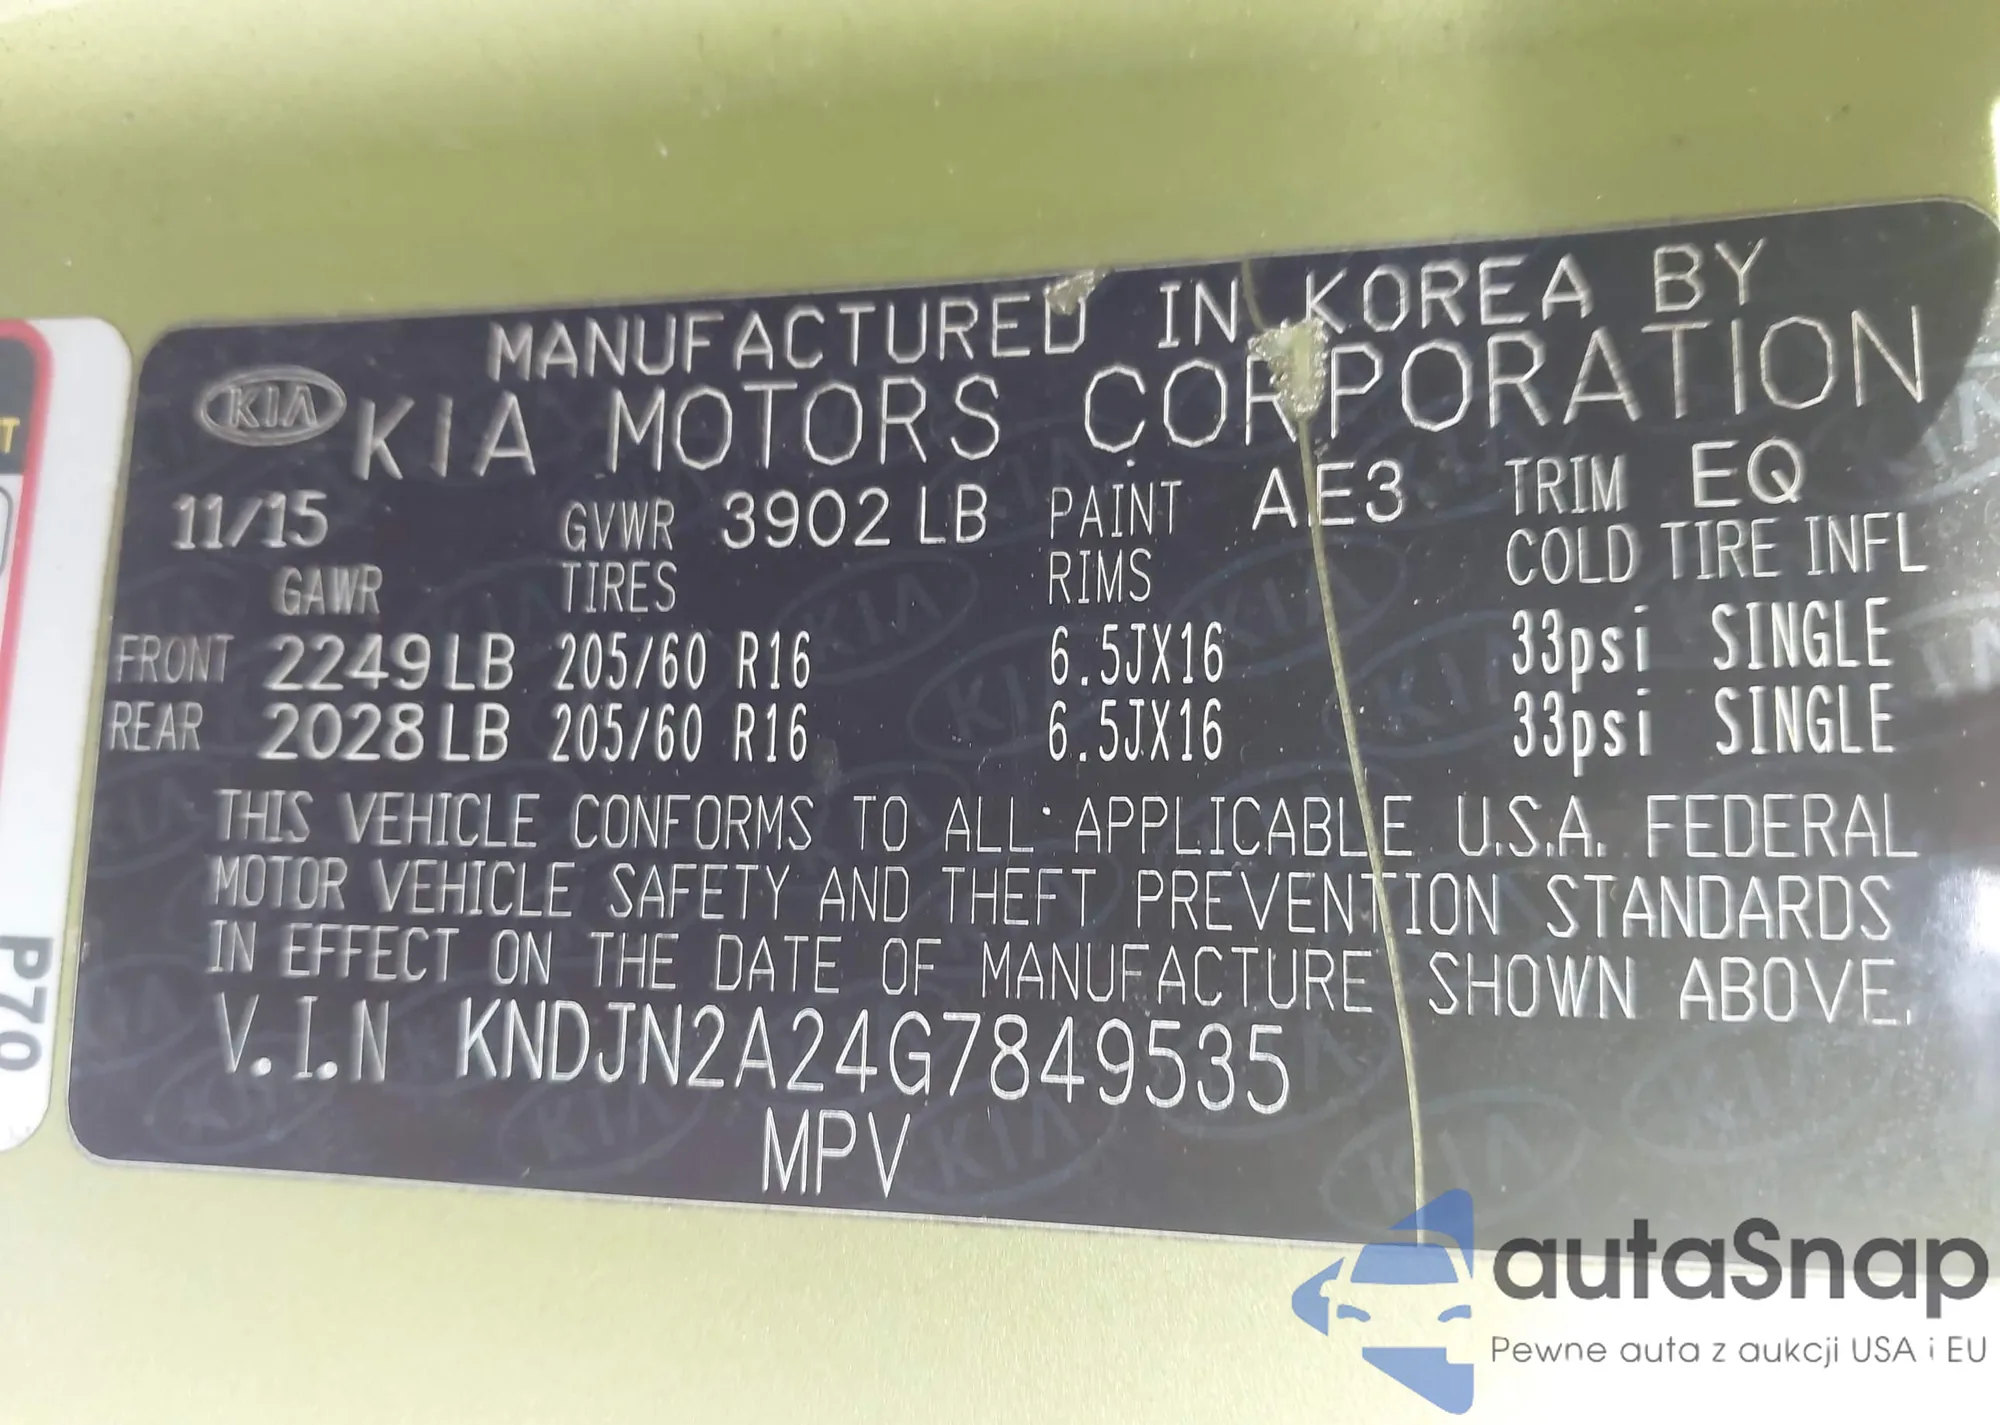 MANUFACTURED IN KOREA BY
KIA KIA MOTORS CORPORATION
11/15 GVWR 3902 LB PAINT AE3 TRIM EQ
GAWR TIRES RIMS COLD TIRE INFL
FRONT 2249 LB 205/60 R16 6.5JX16 33psi SINGLE
REAR 2028 LB 205/60 R16 6.5JX16 33psi SINGLE
THIS VEHICLE CONFORMS TO ALL APPLICABLE U.S.A. FEDERAL
MOTOR VEHICLE SAFETY AND THEFT PREVENTION STANDARDS
IN EFFECT ON THE DATE OF MANUFACTURE SHOWN ABOVE.
V.I.N KNDJN2A24G7849535
MPV
P70
autaSnap
Pewne auta z aukcji USA i EU